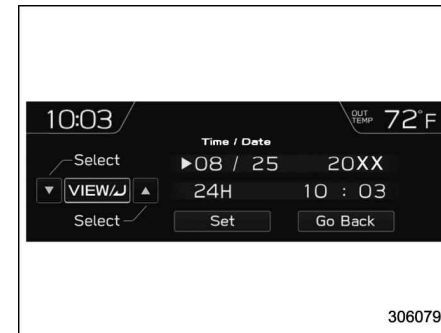 10:03
OUT TEMP 72°F
Time / Date
Select
▶08 / 25 20XX
▼ VIEW/⏎ ▲
24H 10 : 03
Select
Set Go Back
306079